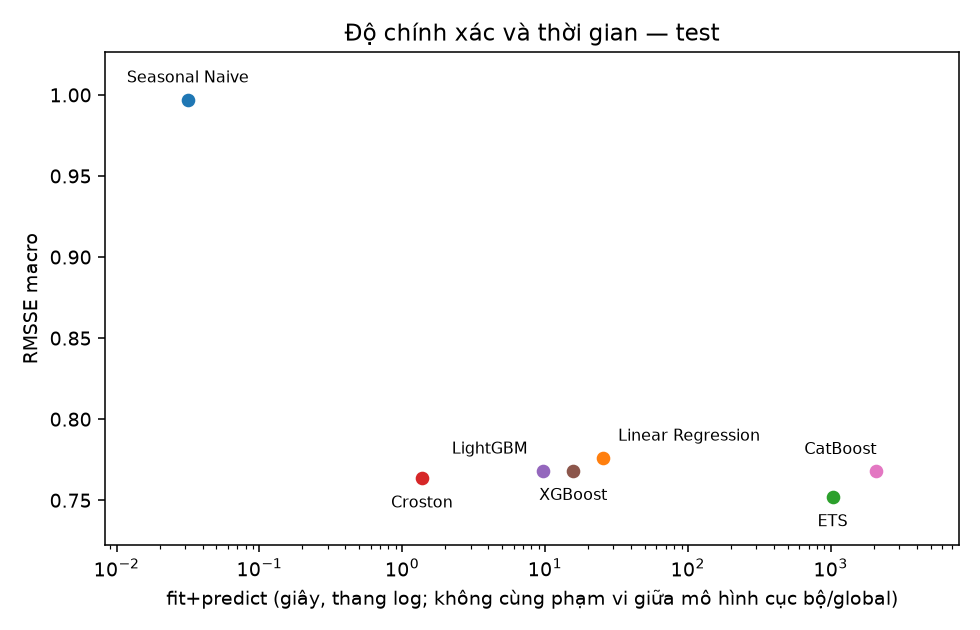 Độ chính xác và thời gian — test
Seasonal Naive
1.00
0.95
0.90
0.85
0.80
0.75
RMSSE macro
Linear Regression
LightGBM
CatBoost
XGBoost
Croston
ETS
10⁻²
10⁻¹
10⁰
10¹
10²
10³
fit+predict (giây, thang log; không cùng phạm vi giữa mô hình cục bộ/global)